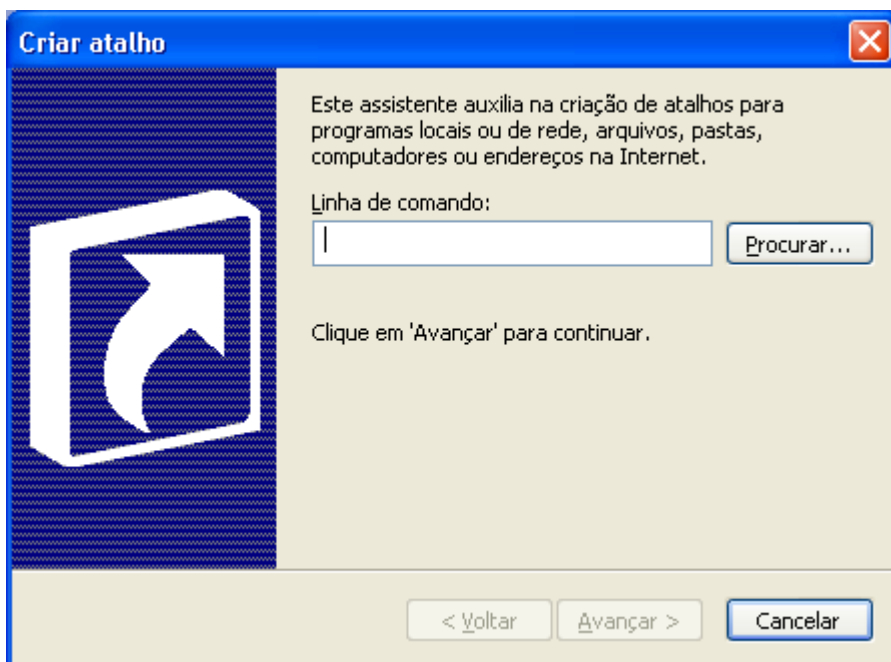 Criar atalho
Este assistente auxilia na criação de atalhos para
programas locais ou de rede, arquivos, pastas,
computadores ou endereços na Internet.
Linha de comando:
Procurar...
Clique em 'Avançar' para continuar.
< Voltar
Avançar >
Cancelar